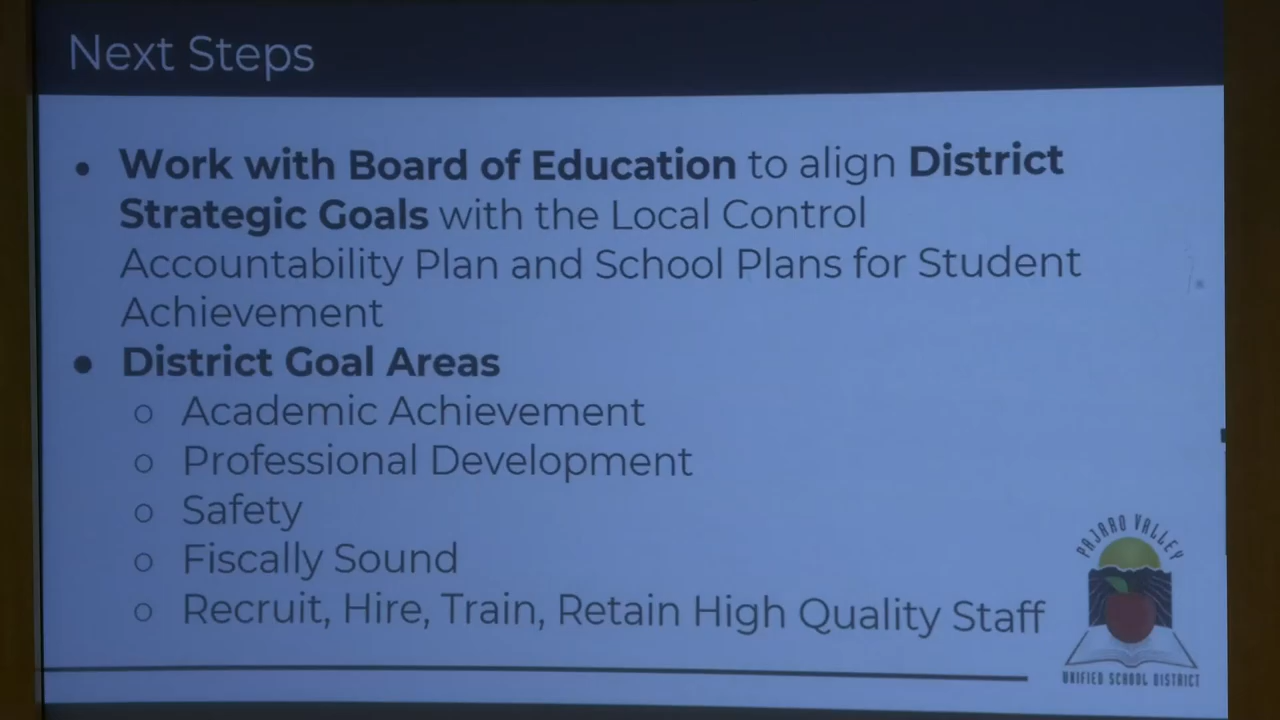 Next Steps
• Work with Board of Education to align District
Strategic Goals with the Local Control
Accountability Plan and School Plans for Student
Achievement
• District Goal Areas
o Academic Achievement
o Professional Development
o Safety
o Fiscally Sound
o Recruit, Hire, Train, Retain High Quality Staff
PAJARO VALLEY
UNIFIED SCHOOL DISTRICT